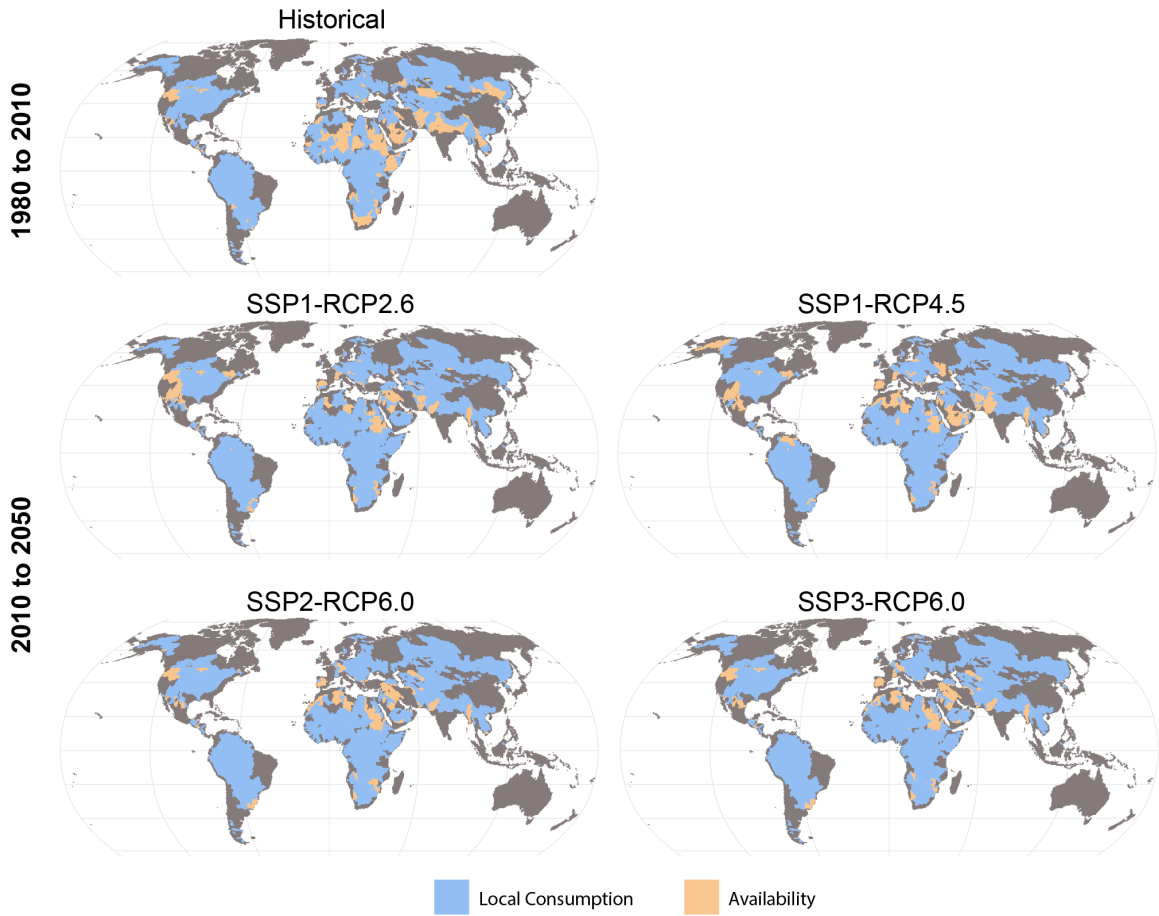 Historical
1980 to 2010
SSP1-RCP2.6
SSP1-RCP4.5
2010 to 2050
SSP2-RCP6.0
SSP3-RCP6.0
Local Consumption
Availability